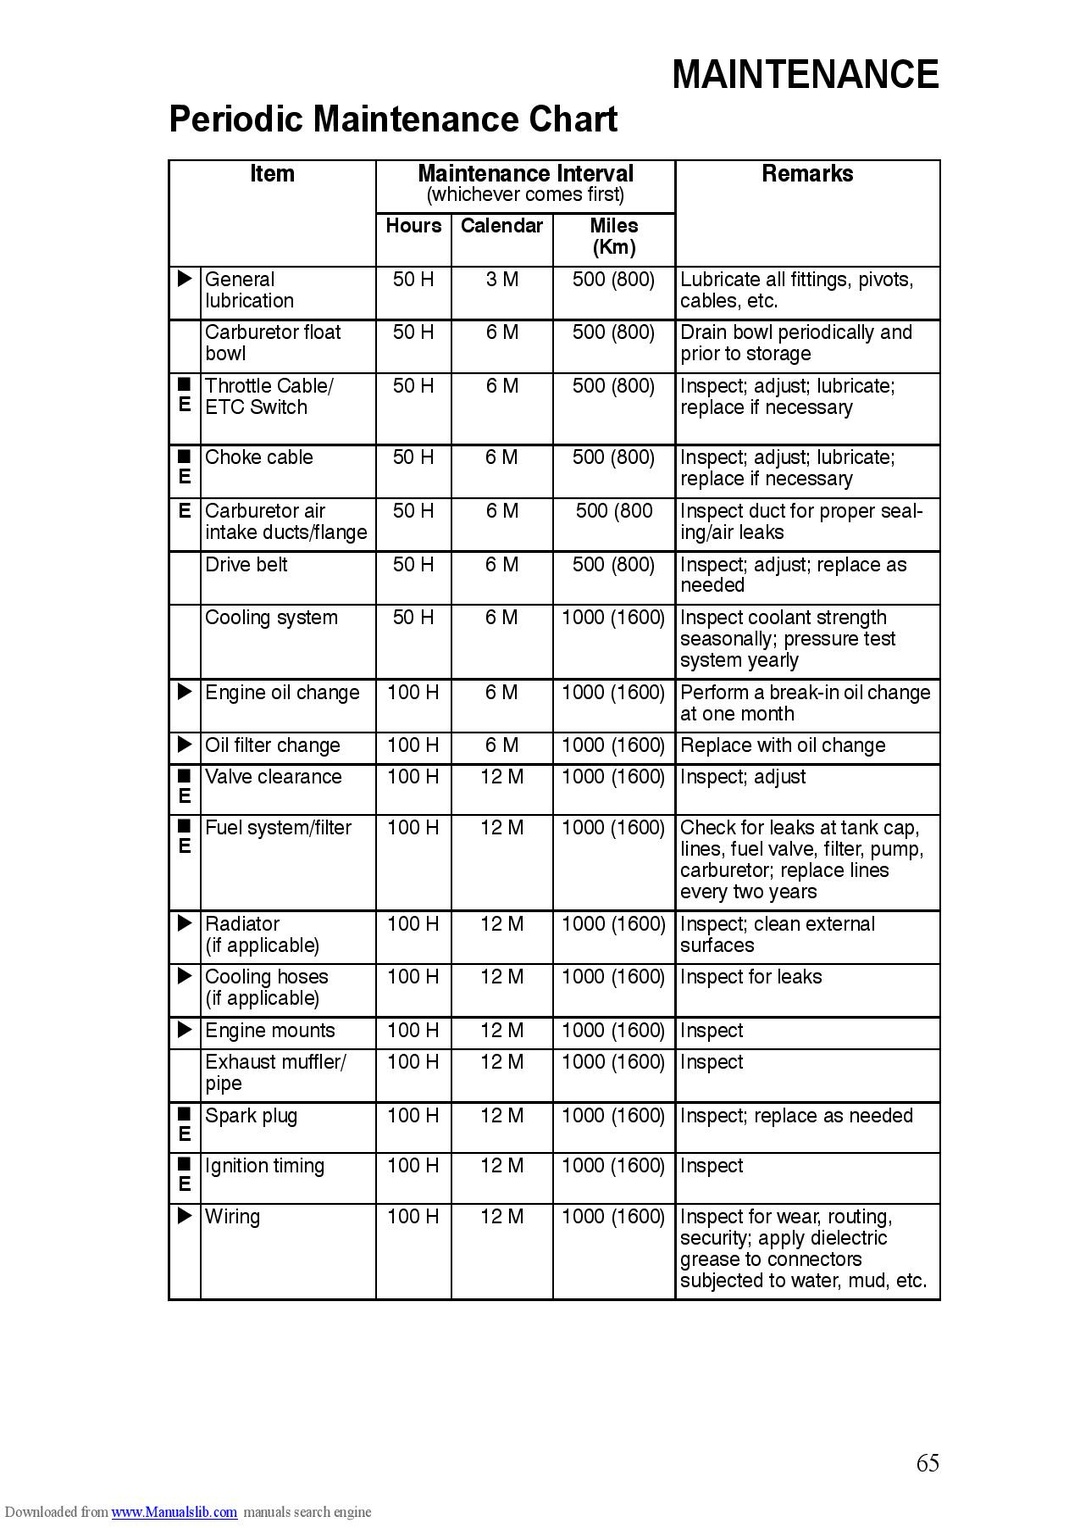 MAINTENANCE
Periodic Maintenance Chart
Item Maintenance Interval Remarks
(whichever comes first)
Hours Calendar Miles
(Km)
▶ General 50 H 3 M 500 (800) Lubricate all fittings, pivots,
lubrication cables, etc.
Carburetor float 50 H 6 M 500 (800) Drain bowl periodically and
bowl prior to storage
■ Throttle Cable/ 50 H 6 M 500 (800) Inspect; adjust; lubricate;
E ETC Switch replace if necessary
■ Choke cable 50 H 6 M 500 (800) Inspect; adjust; lubricate;
E replace if necessary
E Carburetor air 50 H 6 M 500 (800 Inspect duct for proper seal-
intake ducts/flange ing/air leaks
Drive belt 50 H 6 M 500 (800) Inspect; adjust; replace as
needed
Cooling system 50 H 6 M 1000 (1600) Inspect coolant strength
seasonally; pressure test
system yearly
▶ Engine oil change 100 H 6 M 1000 (1600) Perform a break-in oil change
at one month
▶ Oil filter change 100 H 6 M 1000 (1600) Replace with oil change
■ Valve clearance 100 H 12 M 1000 (1600) Inspect; adjust
E
■ Fuel system/filter 100 H 12 M 1000 (1600) Check for leaks at tank cap,
E lines, fuel valve, filter, pump,
carburetor; replace lines
every two years
▶ Radiator 100 H 12 M 1000 (1600) Inspect; clean external
(if applicable) surfaces
▶ Cooling hoses 100 H 12 M 1000 (1600) Inspect for leaks
(if applicable)
▶ Engine mounts 100 H 12 M 1000 (1600) Inspect
Exhaust muffler/ 100 H 12 M 1000 (1600) Inspect
pipe
■ Spark plug 100 H 12 M 1000 (1600) Inspect; replace as needed
E
■ Ignition timing 100 H 12 M 1000 (1600) Inspect
E
▶ Wiring 100 H 12 M 1000 (1600) Inspect for wear, routing,
security; apply dielectric
grease to connectors
subjected to water, mud, etc.
65
Downloaded from www.Manualslib.com manuals search engine